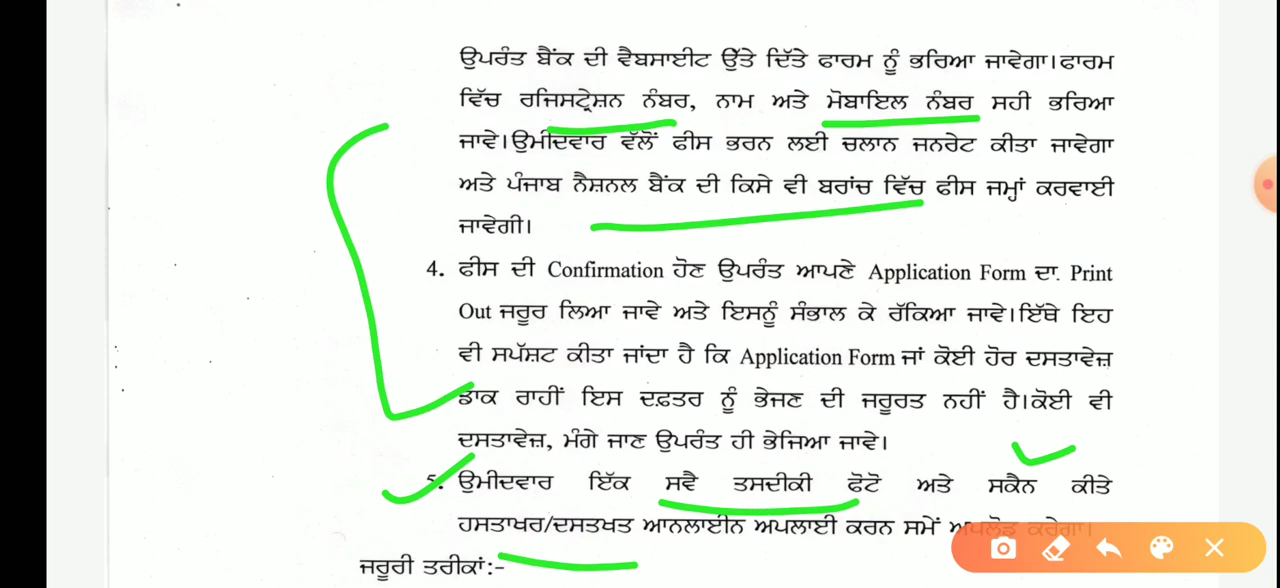 ਉਪਰੰਤ ਬੈਂਕ ਦੀ ਵੈਬਸਾਈਟ ਉੱਤੇ ਦਿੱਤੇ ਫਾਰਮ ਨੂੰ ਭਰਿਆ ਜਾਵੇਗਾ।ਫਾਰਮ
ਵਿੱਚ ਰਜਿਸਟ੍ਰੇਸ਼ਨ ਨੰਬਰ, ਨਾਮ ਅਤੇ ਮੋਬਾਇਲ ਨੰਬਰ ਸਹੀ ਭਰਿਆ
ਜਾਵੇ।ਉਮੀਦਵਾਰ ਵੱਲੋਂ ਫੀਸ ਭਰਨ ਲਈ ਚਲਾਨ ਜਨਰੇਟ ਕੀਤਾ ਜਾਵੇਗਾ
ਅਤੇ ਪੰਜਾਬ ਨੈਸ਼ਨਲ ਬੈਂਕ ਦੀ ਕਿਸੇ ਵੀ ਬਰਾਂਚ ਵਿੱਚ ਫੀਸ ਜਮ੍ਹਾਂ ਕਰਵਾਈ
ਜਾਵੇਗੀ।
4. ਫੀਸ ਦੀ Confirmation ਹੋਣ ਉਪਰੰਤ ਆਪਣੇ Application Form ਦਾ Print
Out ਜਰੂਰ ਲਿਆ ਜਾਵੇ ਅਤੇ ਇਸਨੂੰ ਸੰਭਾਲ ਕੇ ਰੱਕਿਆ ਜਾਵੇ।ਇੱਥੇ ਇਹ
ਵੀ ਸਪੱਸ਼ਟ ਕੀਤਾ ਜਾਂਦਾ ਹੈ ਕਿ Application Form ਜਾਂ ਕੋਈ ਹੋਰ ਦਸਤਾਵੇਜ਼
ਡਾਕ ਰਾਹੀਂ ਇਸ ਦਫ਼ਤਰ ਨੂੰ ਭੇਜਣ ਦੀ ਜਰੂਰਤ ਨਹੀਂ ਹੈ।ਕੋਈ ਵੀ
ਦਸਤਾਵੇਜ਼, ਮੰਗੇ ਜਾਣ ਉਪਰੰਤ ਹੀ ਭੇਜਿਆ ਜਾਵੇ।
5. ਉਮੀਦਵਾਰ ਇੱਕ ਸਵੈ ਤਸਦੀਕੀ ਫੋਟੋ ਅਤੇ ਸਕੈਨ ਕੀਤੇ
ਹਸਤਾਖਰ/ਦਸਤਖਤ ਆਨਲਾਈਨ ਅਪਲਾਈ ਕਰਨ ਸਮੇਂ ਅਪਲੋਡ ਕਰੇਗਾ।
ਜਰੂਰੀ ਤਰੀਕਾਂ:-